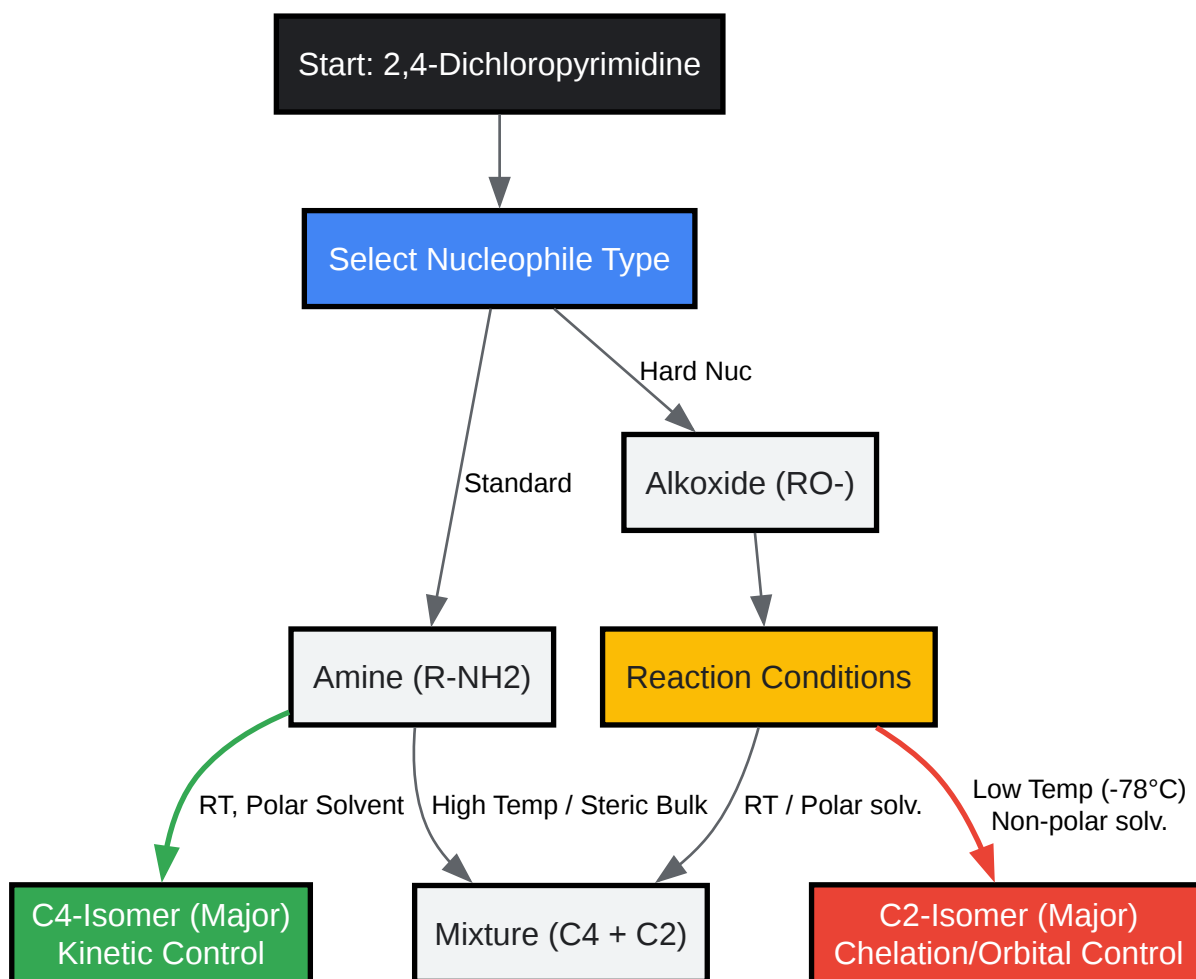 Start: 2,4-Dichloropyrimidine
Select Nucleophile Type
Hard Nuc
Standard
Alkoxide (RO-)
Amine (R-NH2)
Reaction Conditions
RT, Polar Solvent
High Temp / Steric Bulk
RT / Polar solv.
Low Temp (-78°C)
Non-polar solv.
C4-Isomer (Major)
Kinetic Control
Mixture (C4 + C2)
C2-Isomer (Major)
Chelation/Orbital Control